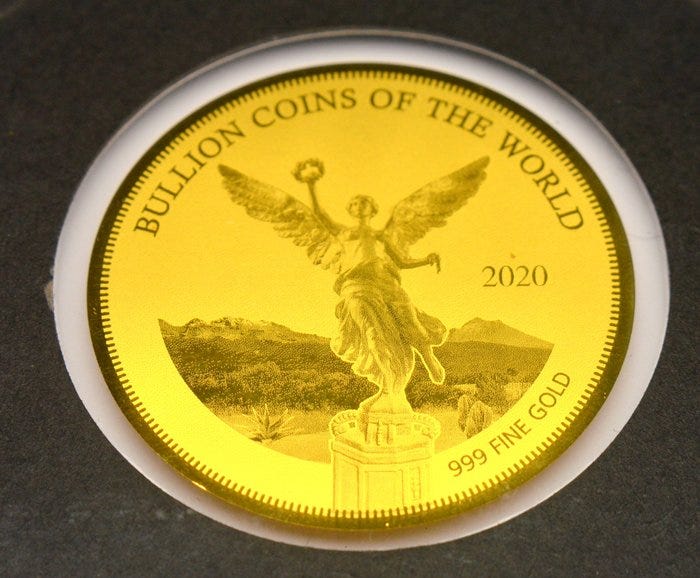 BULLION COINS OF THE WORLD
2020
999 FINE GOLD